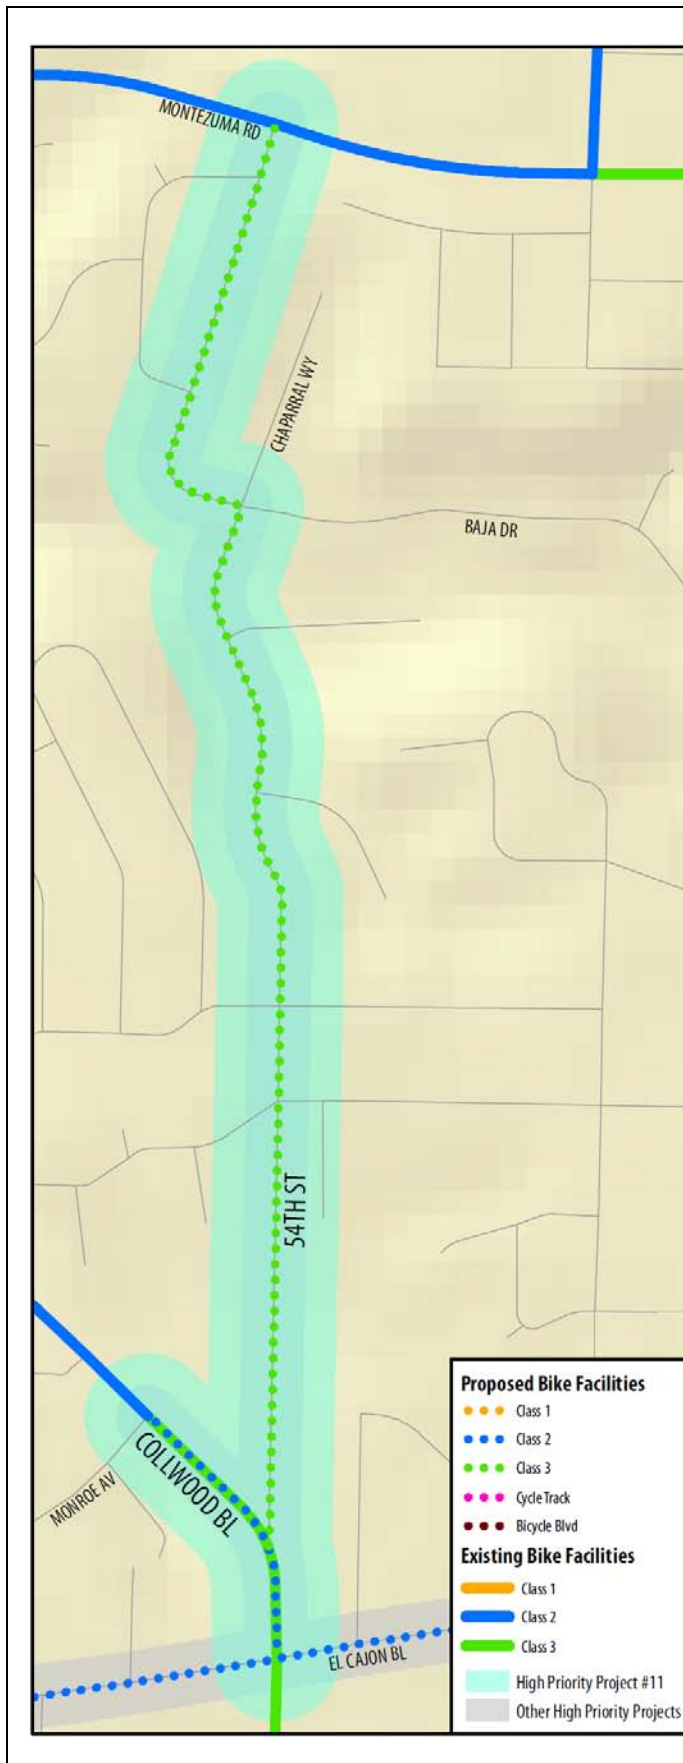 MONTEZUMA RD
CHAPARRAL WY
BAJA DR
54TH ST
COLLWOOD BL
MONROE AV
EL CAJON BL
Proposed Bike Facilities
Class 1
Class 2
Class 3
Cycle Track
Bicycle Blvd
Existing Bike Facilities
Class 1
Class 2
Class 3
High Priority Project #11
Other High Priority Projects